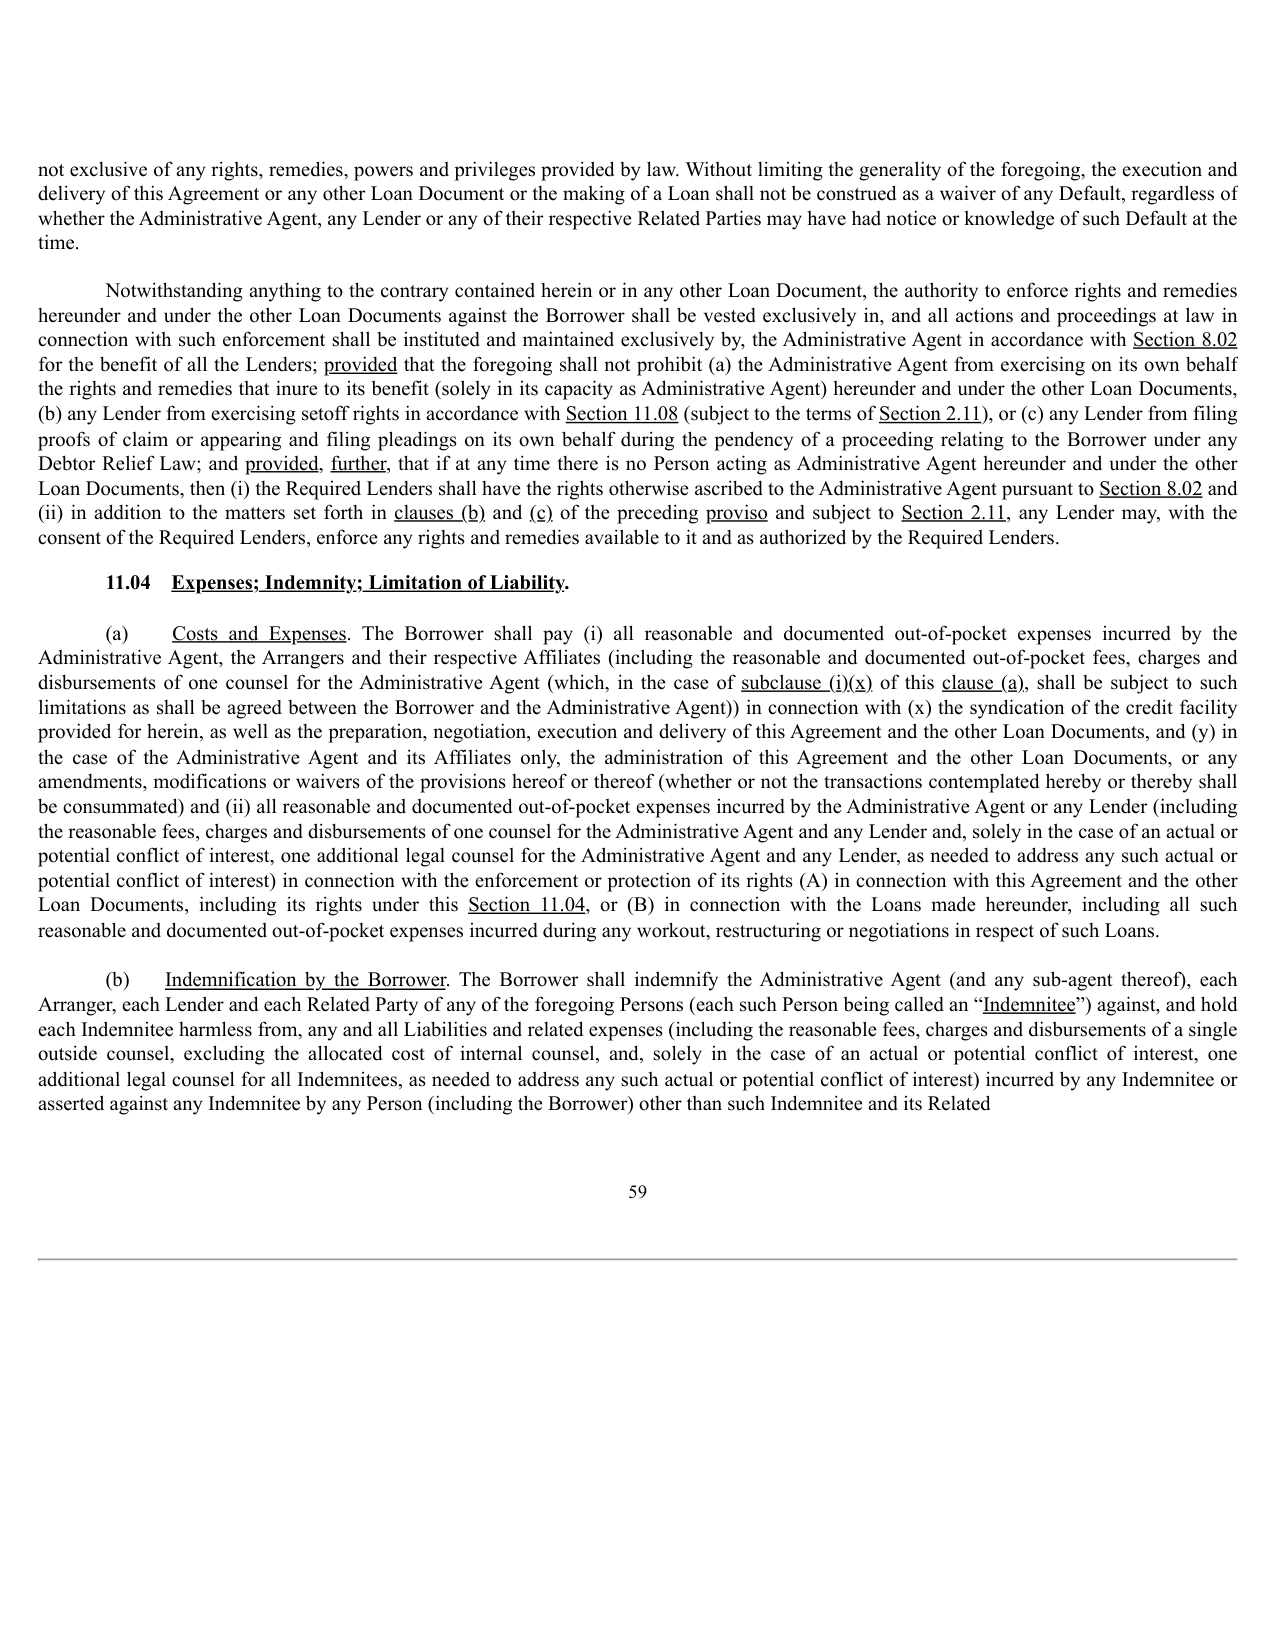 not exclusive of any rights, remedies, powers and privileges provided by law. Without limiting the generality of the foregoing, the execution and
delivery of this Agreement or any other Loan Document or the making of a Loan shall not be construed as a waiver of any Default, regardless of
whether the Administrative Agent, any Lender or any of their respective Related Parties may have had notice or knowledge of such Default at the
time.
Notwithstanding anything to the contrary contained herein or in any other Loan Document, the authority to enforce rights and remedies
hereunder and under the other Loan Documents against the Borrower shall be vested exclusively in, and all actions and proceedings at law in
connection with such enforcement shall be instituted and maintained exclusively by, the Administrative Agent in accordance with Section 8.02
for the benefit of all the Lenders; provided that the foregoing shall not prohibit (a) the Administrative Agent from exercising on its own behalf
the rights and remedies that inure to its benefit (solely in its capacity as Administrative Agent) hereunder and under the other Loan Documents,
(b) any Lender from exercising setoff rights in accordance with Section 11.08 (subject to the terms of Section 2.11), or (c) any Lender from filing
proofs of claim or appearing and filing pleadings on its own behalf during the pendency of a proceeding relating to the Borrower under any
Debtor Relief Law; and provided, further, that if at any time there is no Person acting as Administrative Agent hereunder and under the other
Loan Documents, then (i) the Required Lenders shall have the rights otherwise ascribed to the Administrative Agent pursuant to Section 8.02 and
(ii) in addition to the matters set forth in clauses (b) and (c) of the preceding proviso and subject to Section 2.11, any Lender may, with the
consent of the Required Lenders, enforce any rights and remedies available to it and as authorized by the Required Lenders.
11.04 Expenses; Indemnity; Limitation of Liability.
(a) Costs and Expenses. The Borrower shall pay (i) all reasonable and documented out-of-pocket expenses incurred by the
Administrative Agent, the Arrangers and their respective Affiliates (including the reasonable and documented out-of-pocket fees, charges and
disbursements of one counsel for the Administrative Agent (which, in the case of subclause (i)(x) of this clause (a), shall be subject to such
limitations as shall be agreed between the Borrower and the Administrative Agent)) in connection with (x) the syndication of the credit facility
provided for herein, as well as the preparation, negotiation, execution and delivery of this Agreement and the other Loan Documents, and (y) in
the case of the Administrative Agent and its Affiliates only, the administration of this Agreement and the other Loan Documents, or any
amendments, modifications or waivers of the provisions hereof or thereof (whether or not the transactions contemplated hereby or thereby shall
be consummated) and (ii) all reasonable and documented out-of-pocket expenses incurred by the Administrative Agent or any Lender (including
the reasonable fees, charges and disbursements of one counsel for the Administrative Agent and any Lender and, solely in the case of an actual or
potential conflict of interest, one additional legal counsel for the Administrative Agent and any Lender, as needed to address any such actual or
potential conflict of interest) in connection with the enforcement or protection of its rights (A) in connection with this Agreement and the other
Loan Documents, including its rights under this Section 11.04, or (B) in connection with the Loans made hereunder, including all such
reasonable and documented out-of-pocket expenses incurred during any workout, restructuring or negotiations in respect of such Loans.
(b) Indemnification by the Borrower. The Borrower shall indemnify the Administrative Agent (and any sub-agent thereof), each
Arranger, each Lender and each Related Party of any of the foregoing Persons (each such Person being called an “Indemnitee”) against, and hold
each Indemnitee harmless from, any and all Liabilities and related expenses (including the reasonable fees, charges and disbursements of a single
outside counsel, excluding the allocated cost of internal counsel, and, solely in the case of an actual or potential conflict of interest, one
additional legal counsel for all Indemnitees, as needed to address any such actual or potential conflict of interest) incurred by any Indemnitee or
asserted against any Indemnitee by any Person (including the Borrower) other than such Indemnitee and its Related
59